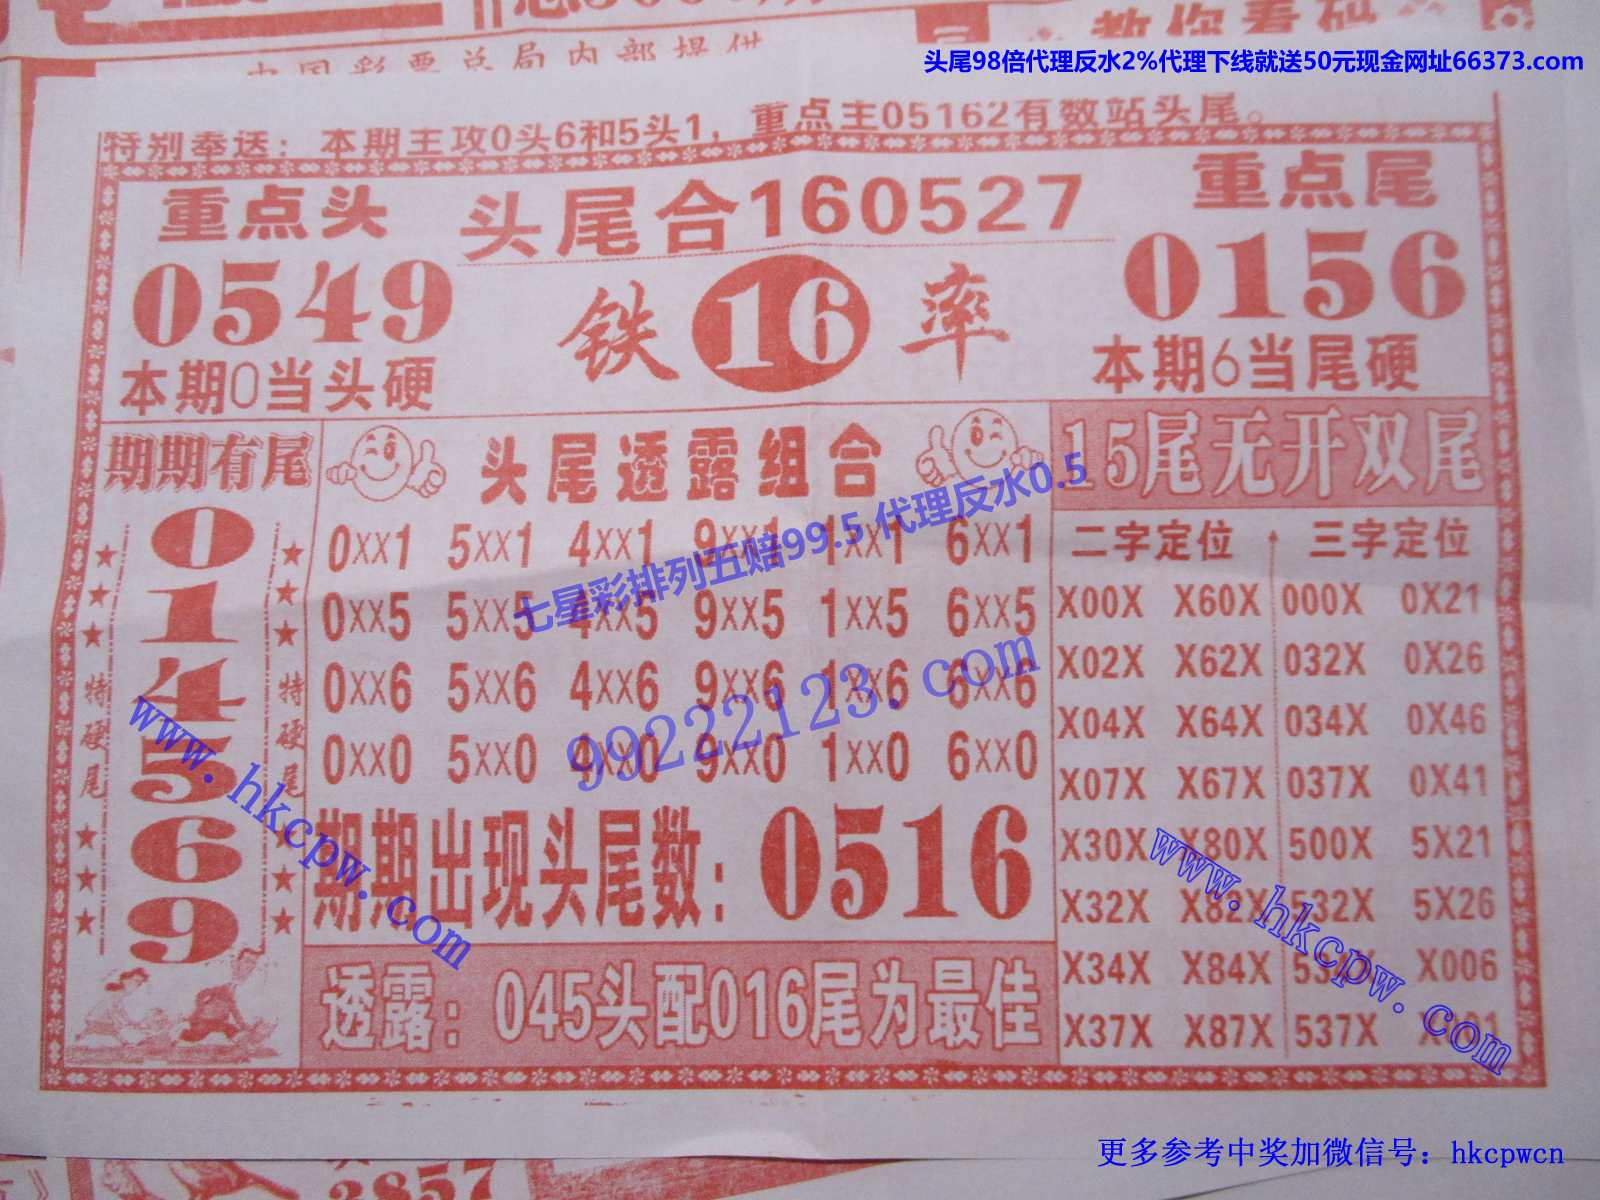 教你看码
中国彩票总局内部提供
头尾98倍代理反水2%代理下线就送50元现金网址66373.com
特别奉送：本期主攻0头6和5头1，重点主05162有数站头尾。
重点头
头尾合160527
重点尾
0549
铁16率
0156
本期0当头硬
本期6当尾硬
期期有尾
头尾透露组合
15尾无开双尾
七星彩排列五赔99.5 代理反水0.5
0
1
4
5
6
9
特硬尾
特硬尾
0xx1 5xx1 4xx1 9xx1 1xx1 6xx1
0xx5 5xx5 4xx5 9xx5 1xx5 6xx5
0xx6 5xx6 4xx6 9xx6 1xx6 6xx6
0xx0 5xx0 4xx0 9xx0 1xx0 6xx0
99222123.com
www.hkcpw.com
期期出现头尾数：0516
透露：045头配016尾为最佳
二字定位 三字定位
X00X X60X 000X 0X21
X02X X62X 032X 0X26
X04X X64X 034X 0X46
X07X X67X 037X 0X41
X30X X80X 500X 5X21
X32X X82X 532X 5X26
X34X X84X X006
X37X X87X 537X
www.hkcpw.com
更多参考中奖加微信号：hkcpwcn
3857